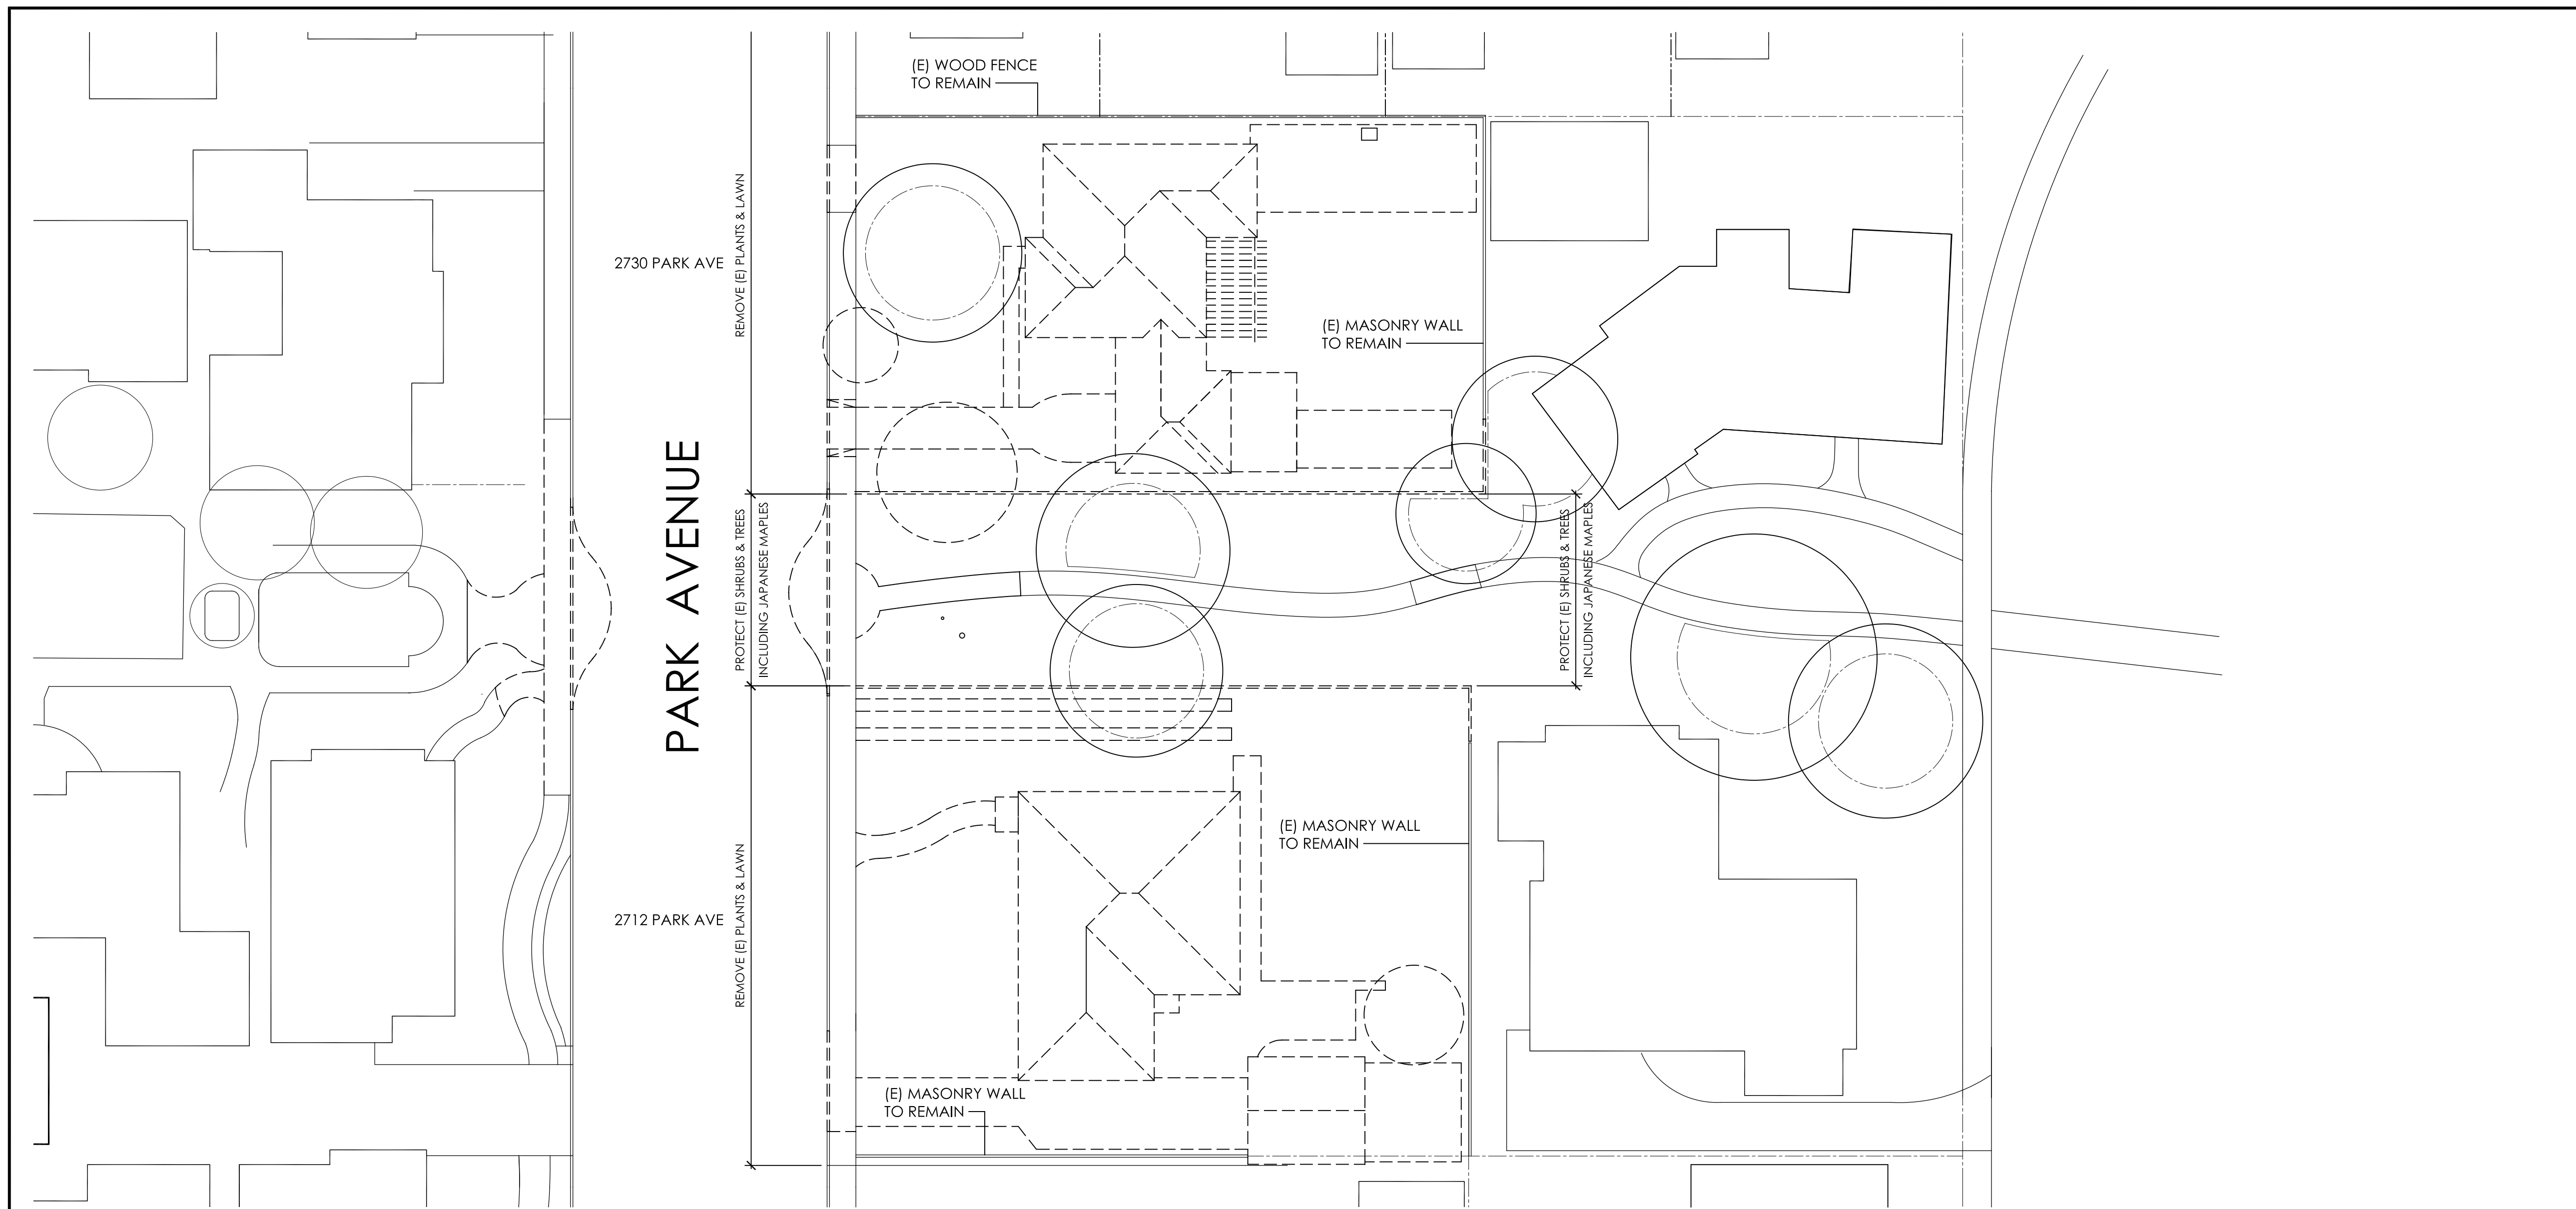 (E) WOOD FENCE
TO REMAIN
REMOVE (E) PLANTS & LAWN
2730 PARK AVE
(E) MASONRY WALL
TO REMAIN
PARK AVENUE
PROTECT (E) SHRUBS & TREES
INCLUDING JAPANESE MAPLES
PROTECT (E) SHRUBS & TREES
INCLUDING JAPANESE MAPLES
(E) MASONRY WALL
TO REMAIN
REMOVE (E) PLANTS & LAWN
2712 PARK AVE
(E) MASONRY WALL
TO REMAIN